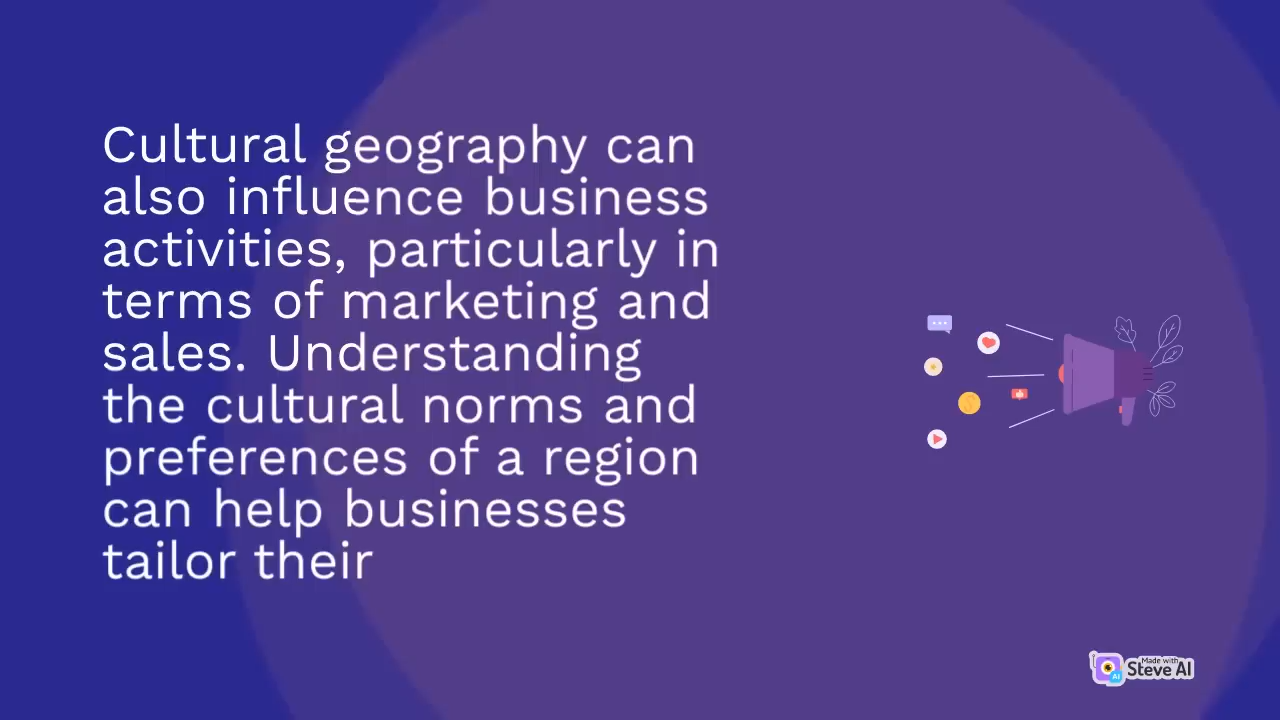 Cultural geography can
also influence business
activities, particularly in
terms of marketing and
sales. Understanding
the cultural norms and
preferences of a region
can help businesses
tailor their
Made with
Steve AI
AI